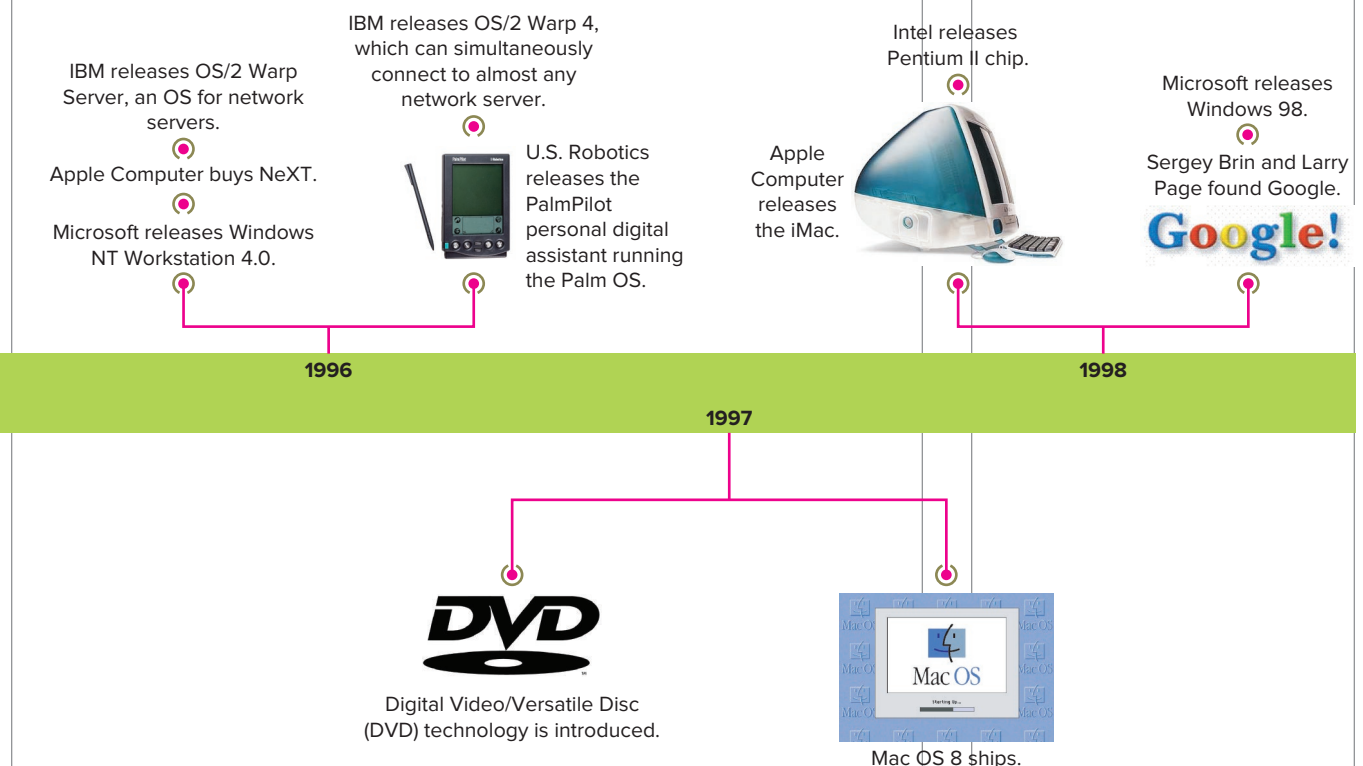 IBM releases OS/2 Warp
Server, an OS for network
servers.
Apple Computer buys NeXT.
Microsoft releases Windows
NT Workstation 4.0.
IBM releases OS/2 Warp 4,
which can simultaneously
connect to almost any
network server.
U.S. Robotics
releases the
PalmPilot
personal digital
assistant running
the Palm OS.
Intel releases
Pentium II chip.
Apple
Computer
releases
the iMac.
Microsoft releases
Windows 98.
Sergey Brin and Larry
Page found Google.
Google!
1996
1998
1997
DVD
Digital Video/Versatile Disc
(DVD) technology is introduced.
Mac OS
Starting Up...
Mac OS 8 ships.